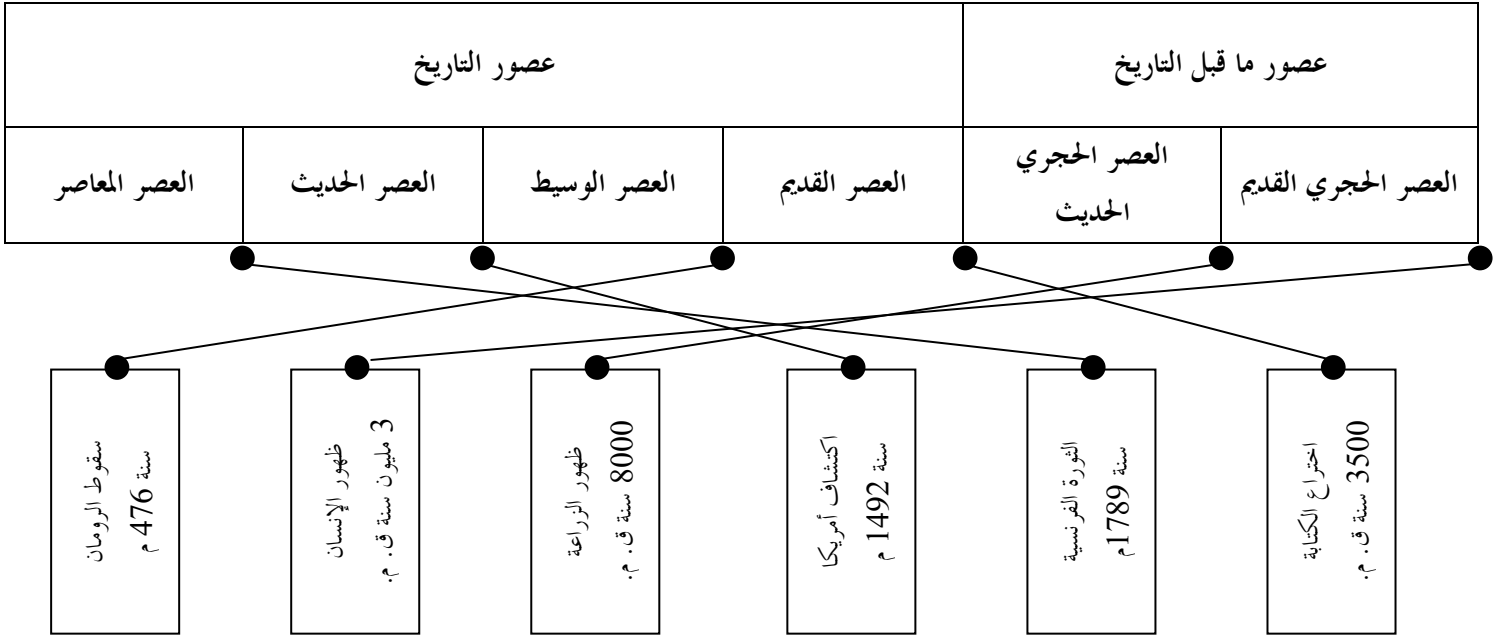 عصور ما قبل التاريخ
عصور التاريخ
العصر الحجري القديم
العصر الحجري
الحديث
العصر القديم
العصر الوسيط
العصر الحديث
العصر المعاصر
اختراع الكتابة
3500 سنة ق. م.
الثورة الفرنسية
سنة 1789م
اكتشاف أمريكا
سنة 1492 م
ظهور الزراعة
8000 سنة ق. م.
ظهور الإنسان
3 مليون سنة ق. م.
سقوط الرومان
سنة 476 م